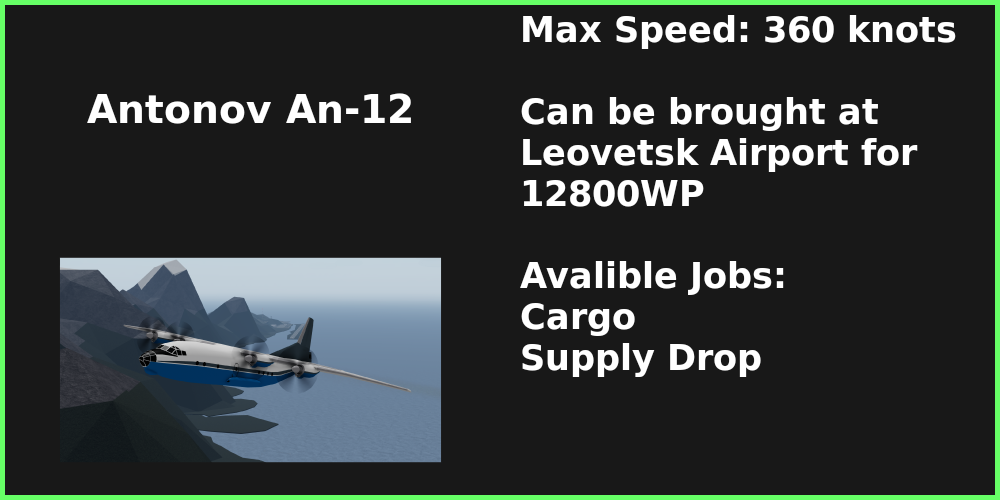 Antonov An-12
Max Speed: 360 knots
Can be brought at
Leovetsk Airport for
12800WP
Avalible Jobs:
Cargo
Supply Drop